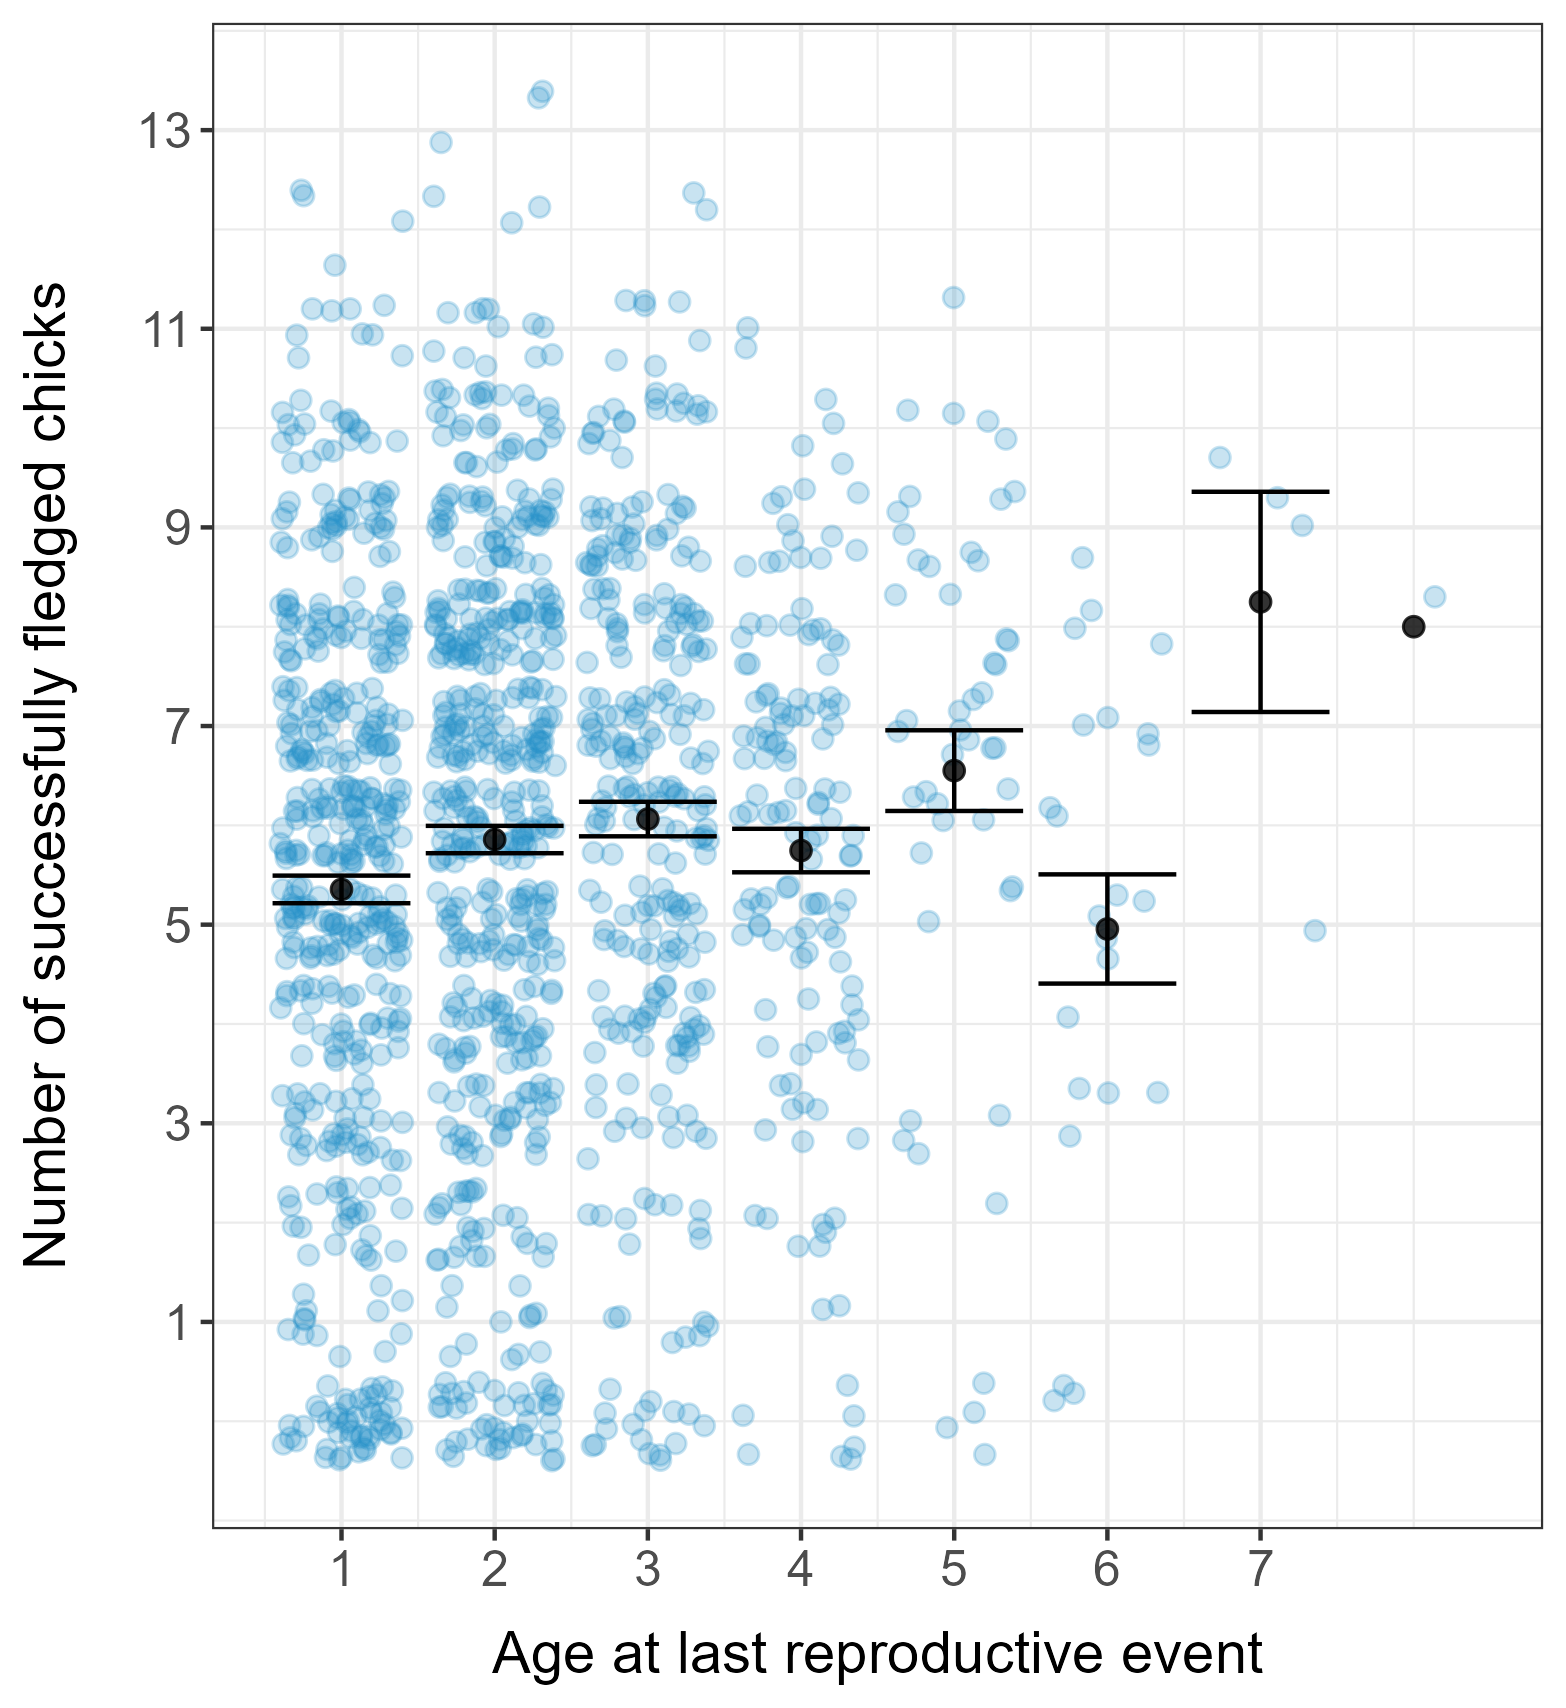 Number of successfully fledged chicks
13
11
9
7
5
3
1
1 2 3 4 5 6 7
Age at last reproductive event